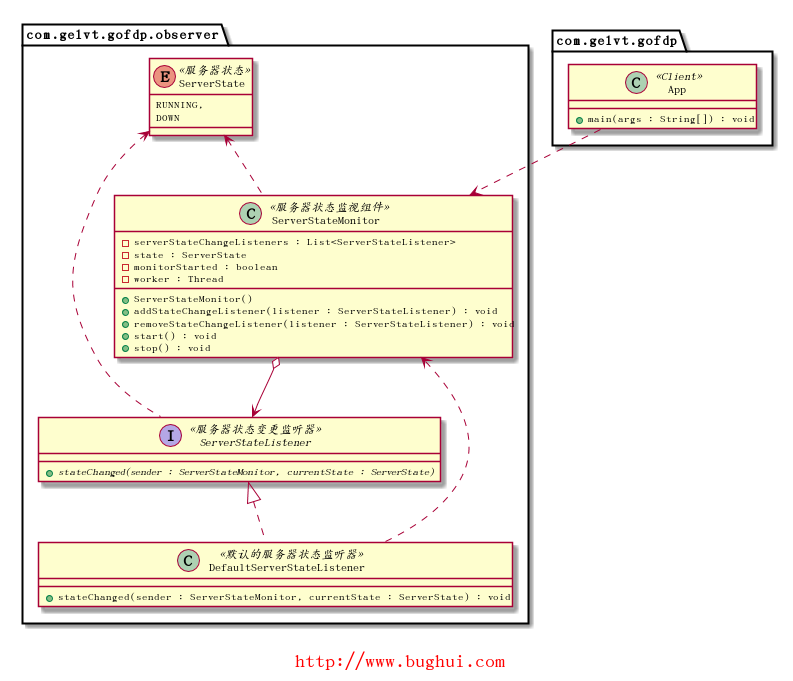 com.gelvt.gofdp.observer
«服务器状态»
E
ServerState
RUNNING,
DOWN
com.gelvt.gofdp
«Client»
C
App
main(args : String[]) : void
«服务器状态监视组件»
C
ServerStateMonitor
serverStateChangeListeners : List<ServerStateListener>
state : ServerState
monitorStarted : boolean
worker : Thread
ServerStateMonitor()
addStateChangeListener(listener : ServerStateListener) : void
removeStateChangeListener(listener : ServerStateListener) : void
start() : void
stop() : void
«服务器状态变更监听器»
I
ServerStateListener
stateChanged(sender : ServerStateMonitor, currentState : ServerState)
«默认的服务器状态监听器»
C
DefaultServerStateListener
stateChanged(sender : ServerStateMonitor, currentState : ServerState) : void
http://www.bughui.com